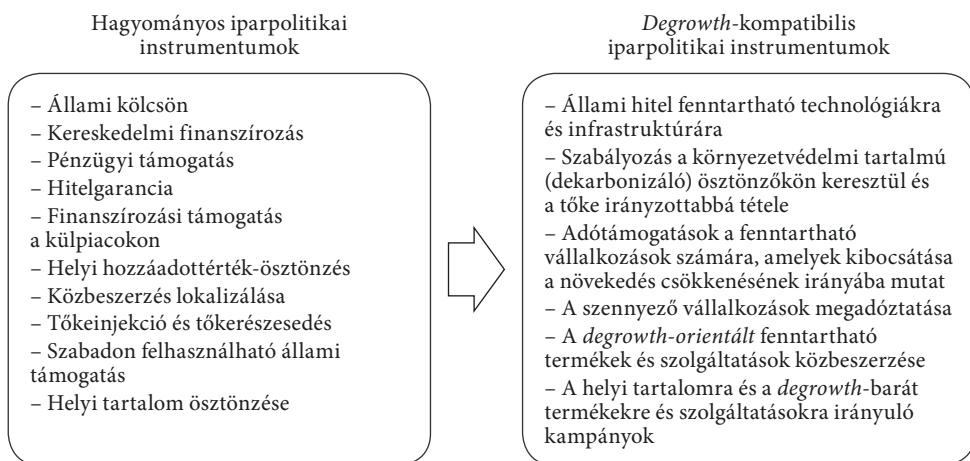 Hagyományos iparpolitikai
instrumentumok
– Állami kölcsön
– Kereskedelmi finanszírozás
– Pénzügyi támogatás
– Hitelgarancia
– Finanszírozási támogatás
a külpiacokon
– Helyi hozzáadottérték-ösztönzés
– Közbeszerzés lokalizálása
– Tőkeinjekció és tőkerészesedés
– Szabadon felhasználható állami
támogatás
– Helyi tartalom ösztönzése
Degrowth-kompatibilis
iparpolitikai instrumentumok
– Állami hitel fenntartható technológiákra
és infrastruktúrára
– Szabályozás a környezetvédelmi tartalmú
(dekarbonizáló) ösztönzőkön keresztül és
a tőke irányzottabbá tétele
– Adótámogatások a fenntartható
vállalkozások számára, amelyek kibocsátása
a növekedés csökkenésének irányába mutat
– A szennyező vállalkozások megadóztatása
– A degrowth-orientált fenntartható
termékek és szolgáltatások közbeszerzése
– A helyi tartalomra és a degrowth-barát
termékekre és szolgáltatásokra irányuló
kampányok